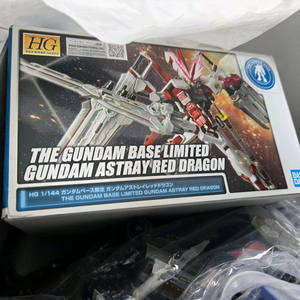 HG
THE GUNDAM BASE LIMITED
GUNDAM ASTRAY RED DRAGON
HG 1/144 ガンダムベース限定 ガンダムアストレイレッドドラゴン
THE GUNDAM BASE LIMITED GUNDAM ASTRAY RED DRAGON